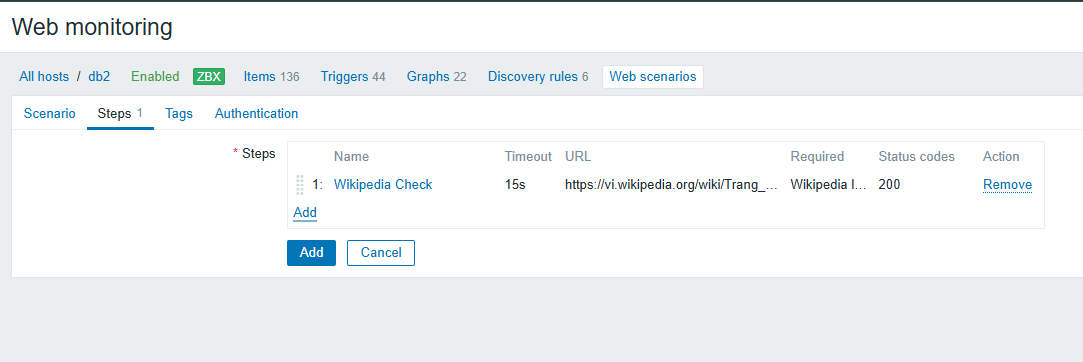 Web monitoring
All hosts / db2 Enabled ZBX Items 136 Triggers 44 Graphs 22 Discovery rules 6 Web scenarios
Scenario Steps 1 Tags Authentication
* Steps Name Timeout URL Required Status codes Action
1: Wikipedia Check 15s https://vi.wikipedia.org/wiki/Trang_... Wikipedia l... 200 Remove
Add
Add Cancel